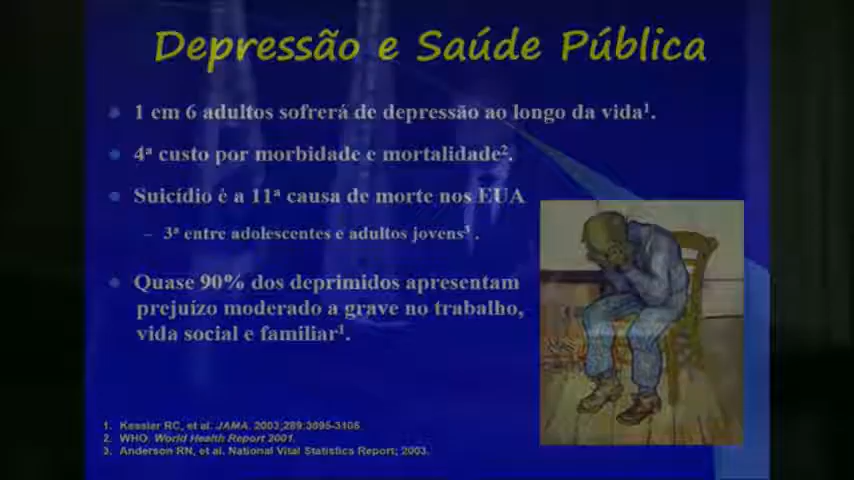 Depressão e Saúde Pública
1 em 6 adultos sofrerá de depressão ao longo da vida¹.
4ª custo por morbidade e mortalidade².
Suicídio é a 11ª causa de morte nos EUA
– 3ª entre adolescentes e adultos jovens³ .
Quase 90% dos deprimidos apresentam
prejuízo moderado a grave no trabalho,
vida social e familiar¹.
1. Kessler RC, et al. JAMA. 2003;289:3095-3105.
2. WHO. World Health Report 2001.
3. Anderson RN, et al. National Vital Statistics Report; 2003.